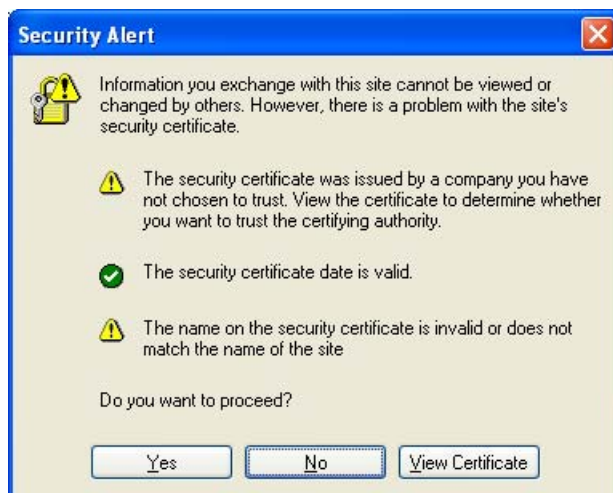 Security Alert
Information you exchange with this site cannot be viewed or
changed by others. However, there is a problem with the site's
security certificate.
The security certificate was issued by a company you have
not chosen to trust. View the certificate to determine whether
you want to trust the certifying authority.
The security certificate date is valid.
The name on the security certificate is invalid or does not
match the name of the site
Do you want to proceed?
Yes No View Certificate